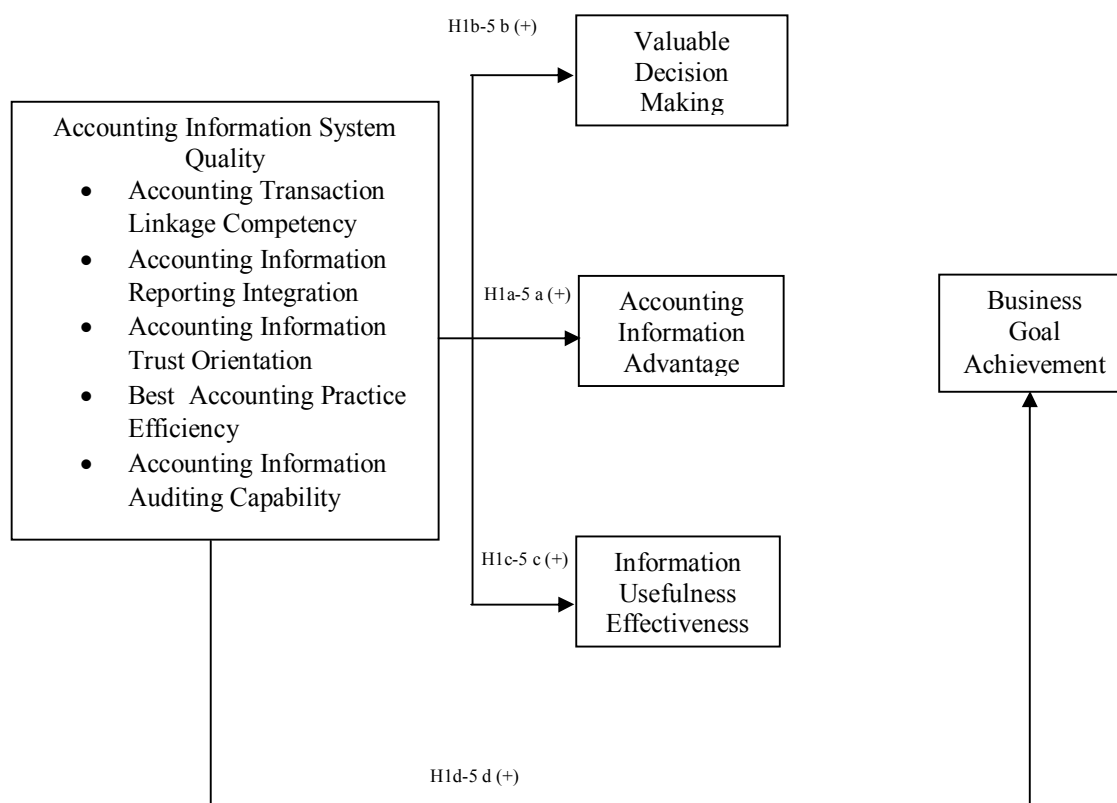 H1b-5 b (+)
Valuable
Decision
Making
Accounting Information System
Quality
• Accounting Transaction
Linkage Competency
• Accounting Information
Reporting Integration
• Accounting Information
Trust Orientation
• Best Accounting Practice
Efficiency
• Accounting Information
Auditing Capability
H1a-5 a (+)
Accounting
Information
Advantage
Business
Goal
Achievement
H1c-5 c (+)
Information
Usefulness
Effectiveness
H1d-5 d (+)